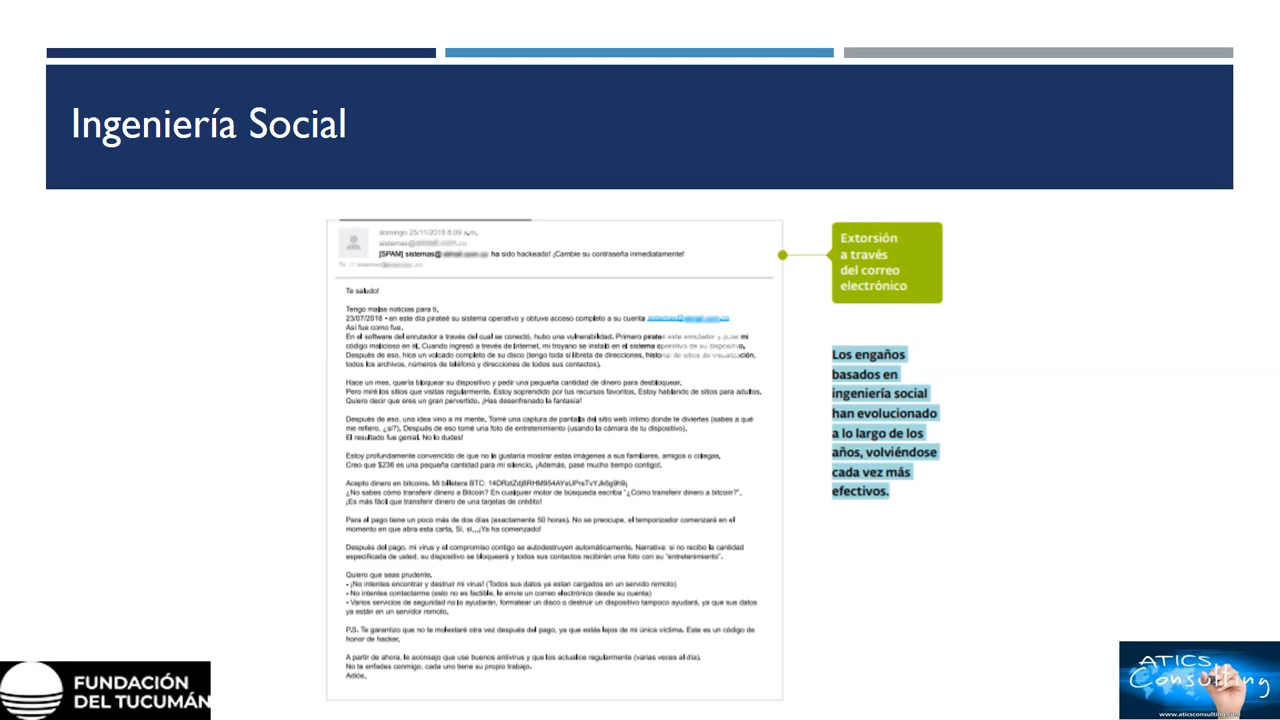 Ingeniería Social
domingo 25/11/2018 8:09 a.m.
sistemas@
[SPAM] sistemas@ ha sido hackeado! ¡Cambie su contraseña inmediatamente!
Te saludo!
Tengo malas noticias para ti.
23/07/2018 - en este día pirateé su sistema operativo y obtuve acceso completo a su cuenta sistemas@
Así fue como fue.
En el software del enrutador a través del cual se conectó, hubo una vulnerabilidad. Primero pirateé este enrutador y puse mi
código malicioso en él. Cuando ingresó a trevés de Internet, mi troyano se instaló en el sistema operativo de su dispositivo.
Después de eso, hice un volcado completo de su disco (tengo toda si libreta de direcciones, historial de sitios de visualización,
todos los archivos, números de teléfono y direcciones de todos sus contactos).
Hace un mes, quería bloquear su dispositivo y pedir una pequeña cantidad de dinero para desbloquear.
Pero miré los sitios que visitas regularmente. Estoy soprendido por tus recursos favoritos. Estoy hablando de sitios para adultos.
Quiero decir que eres un gran pervertido. ¡Has desenfrenado la fantasía!
Después de eso, una idea vino a mi mente. Tomé una captura de pantalla del sitio web íntimo donde te diviertes (sabes a qué
me refiero, ¿sí?). Después de eso tomé una foto de entretenimiento (usando la cámara de tu dispositivo).
El resultado fue genial. No lo dudes!
Estoy profundamente convencido de que no le gustaría mostrar estas imágenes a sus familiares, amigos o colegas.
Creo que $236 es una pequeña cantidad para mi silencio. ¡Además, pasé mucho tiempo contigo!
Acepto dinero en bitcoins. Mi billetera BTC:
¿No sabes cómo transferir dinero a Bitcoin? En cualquier motor de búsqueda escriba "¿Cómo transferir dinero a bitcoin?".
¡Es más fácil que transferir dinero de una tarjetas de crédito!
Para el pago tiene un poco más de dos días (exactamente 50 horas). No se preocupe, el temporizador comenzará en el
momento en que abra esta carta. Sí, sí...¡Ya ha comenzado!
Después del pago, mi virus y el compromiso contigo se autodestruyen automáticamente. Narrativa: si no recibo la cantidad
especificada de usted, su dispositivo se bloqueará y todos sus contactos recibirán una foto con su "entretenimiento".
Quiero que seas prudente.
- ¡No intentes encontrar y destruir mi virus! (Todos sus datos ya estan cargados en un servido remoto)
- No intentes contactarme (esto no es factible, le envíe un correo electrónico desde su cuenta)
- Varios servicios de seguridad no lo ayudarán, formatear un disco o destruir un dispositivo tampoco ayudará, ya que sus datos
ya están en un servidor remoto.
P.S. Te garantizo que no te molestaré otra vez después del pago, ya que estás lejos de mi única víctima. Este es un código de
honor de hacker.
A partir de ahora, le aconsejo que use buenos antivirus y que los actualice regularmente (varias veces al día).
No te enfades conmigo, cada uno tiene su propio trabajo.
Adiós.
Extorsión
a través
del correo
electrónico
Los engaños
basados en
ingeniería social
han evolucionado
a lo largo de los
años, volviéndose
cada vez más
efectivos.
FUNDACIÓN
DEL TUCUMÁN
ATICS
Consulting
www.aticsconsulting.com